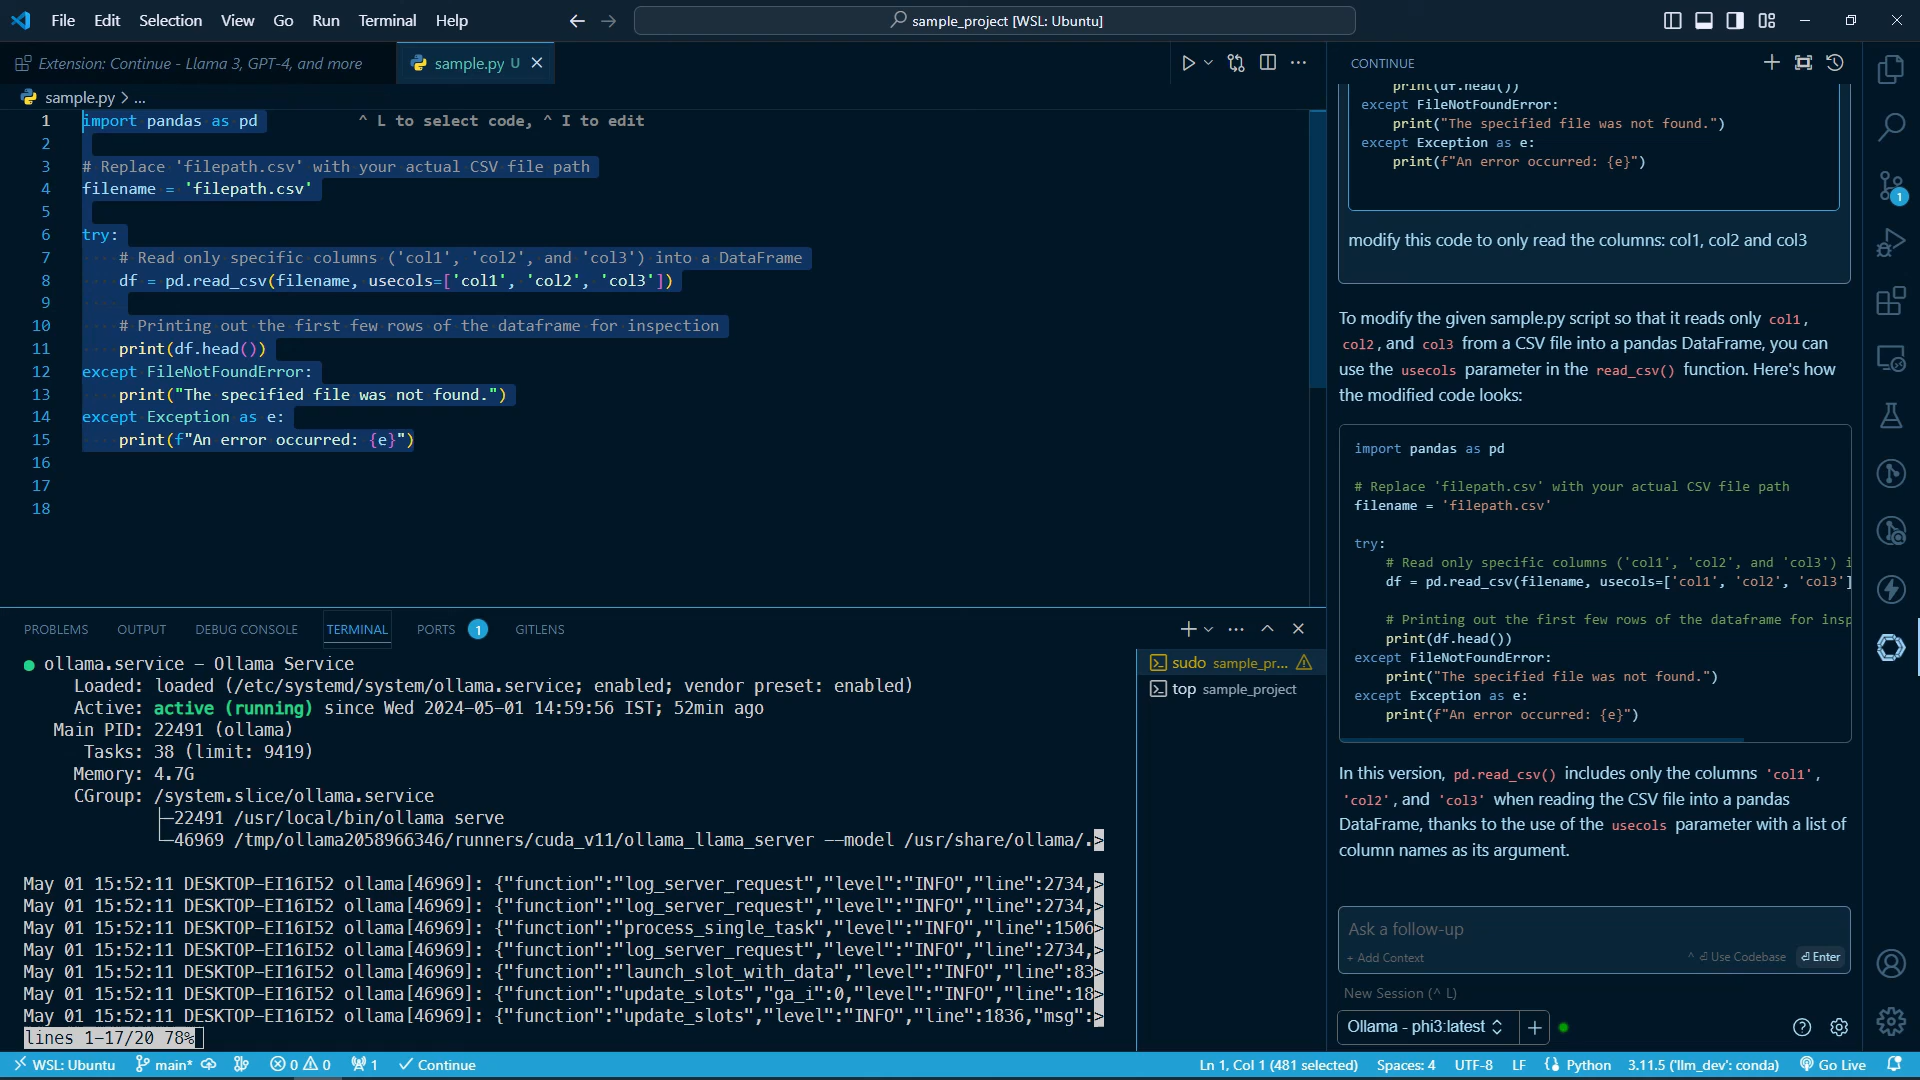 File Edit Selection View Go Run Terminal Help
sample_project [WSL: Ubuntu]
Extension: Continue - Llama 3, GPT-4, and more
sample.py U
sample.py > ...
1 import pandas as pd ^ L to select code, ^ I to edit
2
3 # Replace 'filepath.csv' with your actual CSV file path
4 filename = 'filepath.csv'
5
6 try:
7 # Read only specific columns ('col1', 'col2', and 'col3') into a DataFrame
8 df = pd.read_csv(filename, usecols=['col1', 'col2', 'col3'])
9
10 # Printing out the first few rows of the dataframe for inspection
11 print(df.head())
12 except FileNotFoundError:
13 print("The specified file was not found.")
14 except Exception as e:
15 print(f"An error occurred: {e}")
16
17
18
PROBLEMS OUTPUT DEBUG CONSOLE TERMINAL PORTS 1 GITLENS
● ollama.service – Ollama Service
Loaded: loaded (/etc/systemd/system/ollama.service; enabled; vendor preset: enabled)
Active: active (running) since Wed 2024-05-01 14:59:56 IST; 52min ago
Main PID: 22491 (ollama)
Tasks: 38 (limit: 9419)
Memory: 4.7G
CGroup: /system.slice/ollama.service
├─22491 /usr/local/bin/ollama serve
└─46969 /tmp/ollama2058966346/runners/cuda_v11/ollama_llama_server --model /usr/share/ollama/.>
May 01 15:52:11 DESKTOP-EI16I52 ollama[46969]: {"function":"log_server_request","level":"INFO","line":2734,>
May 01 15:52:11 DESKTOP-EI16I52 ollama[46969]: {"function":"log_server_request","level":"INFO","line":2734,>
May 01 15:52:11 DESKTOP-EI16I52 ollama[46969]: {"function":"process_single_task","level":"INFO","line":1506>
May 01 15:52:11 DESKTOP-EI16I52 ollama[46969]: {"function":"log_server_request","level":"INFO","line":2734,>
May 01 15:52:11 DESKTOP-EI16I52 ollama[46969]: {"function":"launch_slot_with_data","level":"INFO","line":83>
May 01 15:52:11 DESKTOP-EI16I52 ollama[46969]: {"function":"update_slots","ga_i":0,"level":"INFO","line":18>
May 01 15:52:11 DESKTOP-EI16I52 ollama[46969]: {"function":"update_slots","level":"INFO","line":1836,"msg":>
lines 1-17/20 78%
sudo sample_pr...
top sample_project
CONTINUE
print(df.head())
except FileNotFoundError:
print("The specified file was not found.")
except Exception as e:
print(f"An error occurred: {e}")
modify this code to only read the columns: col1, col2 and col3
To modify the given sample.py script so that it reads only col1,
col2, and col3 from a CSV file into a pandas DataFrame, you can
use the usecols parameter in the read_csv() function. Here's how
the modified code looks:
import pandas as pd
# Replace 'filepath.csv' with your actual CSV file path
filename = 'filepath.csv'
try:
# Read only specific columns ('col1', 'col2', and 'col3') i
df = pd.read_csv(filename, usecols=['col1', 'col2', 'col3']
# Printing out the first few rows of the dataframe for insp
print(df.head())
except FileNotFoundError:
print("The specified file was not found.")
except Exception as e:
print(f"An error occurred: {e}")
In this version, pd.read_csv() includes only the columns 'col1',
'col2', and 'col3' when reading the CSV file into a pandas
DataFrame, thanks to the use of the usecols parameter with a list of
column names as its argument.
Ask a follow-up
+ Add Context ^ ⏎ Use Codebase ⏎ Enter
New Session (^ L)
Ollama - phi3:latest
1
WSL: Ubuntu main* 0 0 1 Continue
Ln 1, Col 1 (481 selected) Spaces: 4 UTF-8 LF Python 3.11.5 ('llm_dev': conda) Go Live